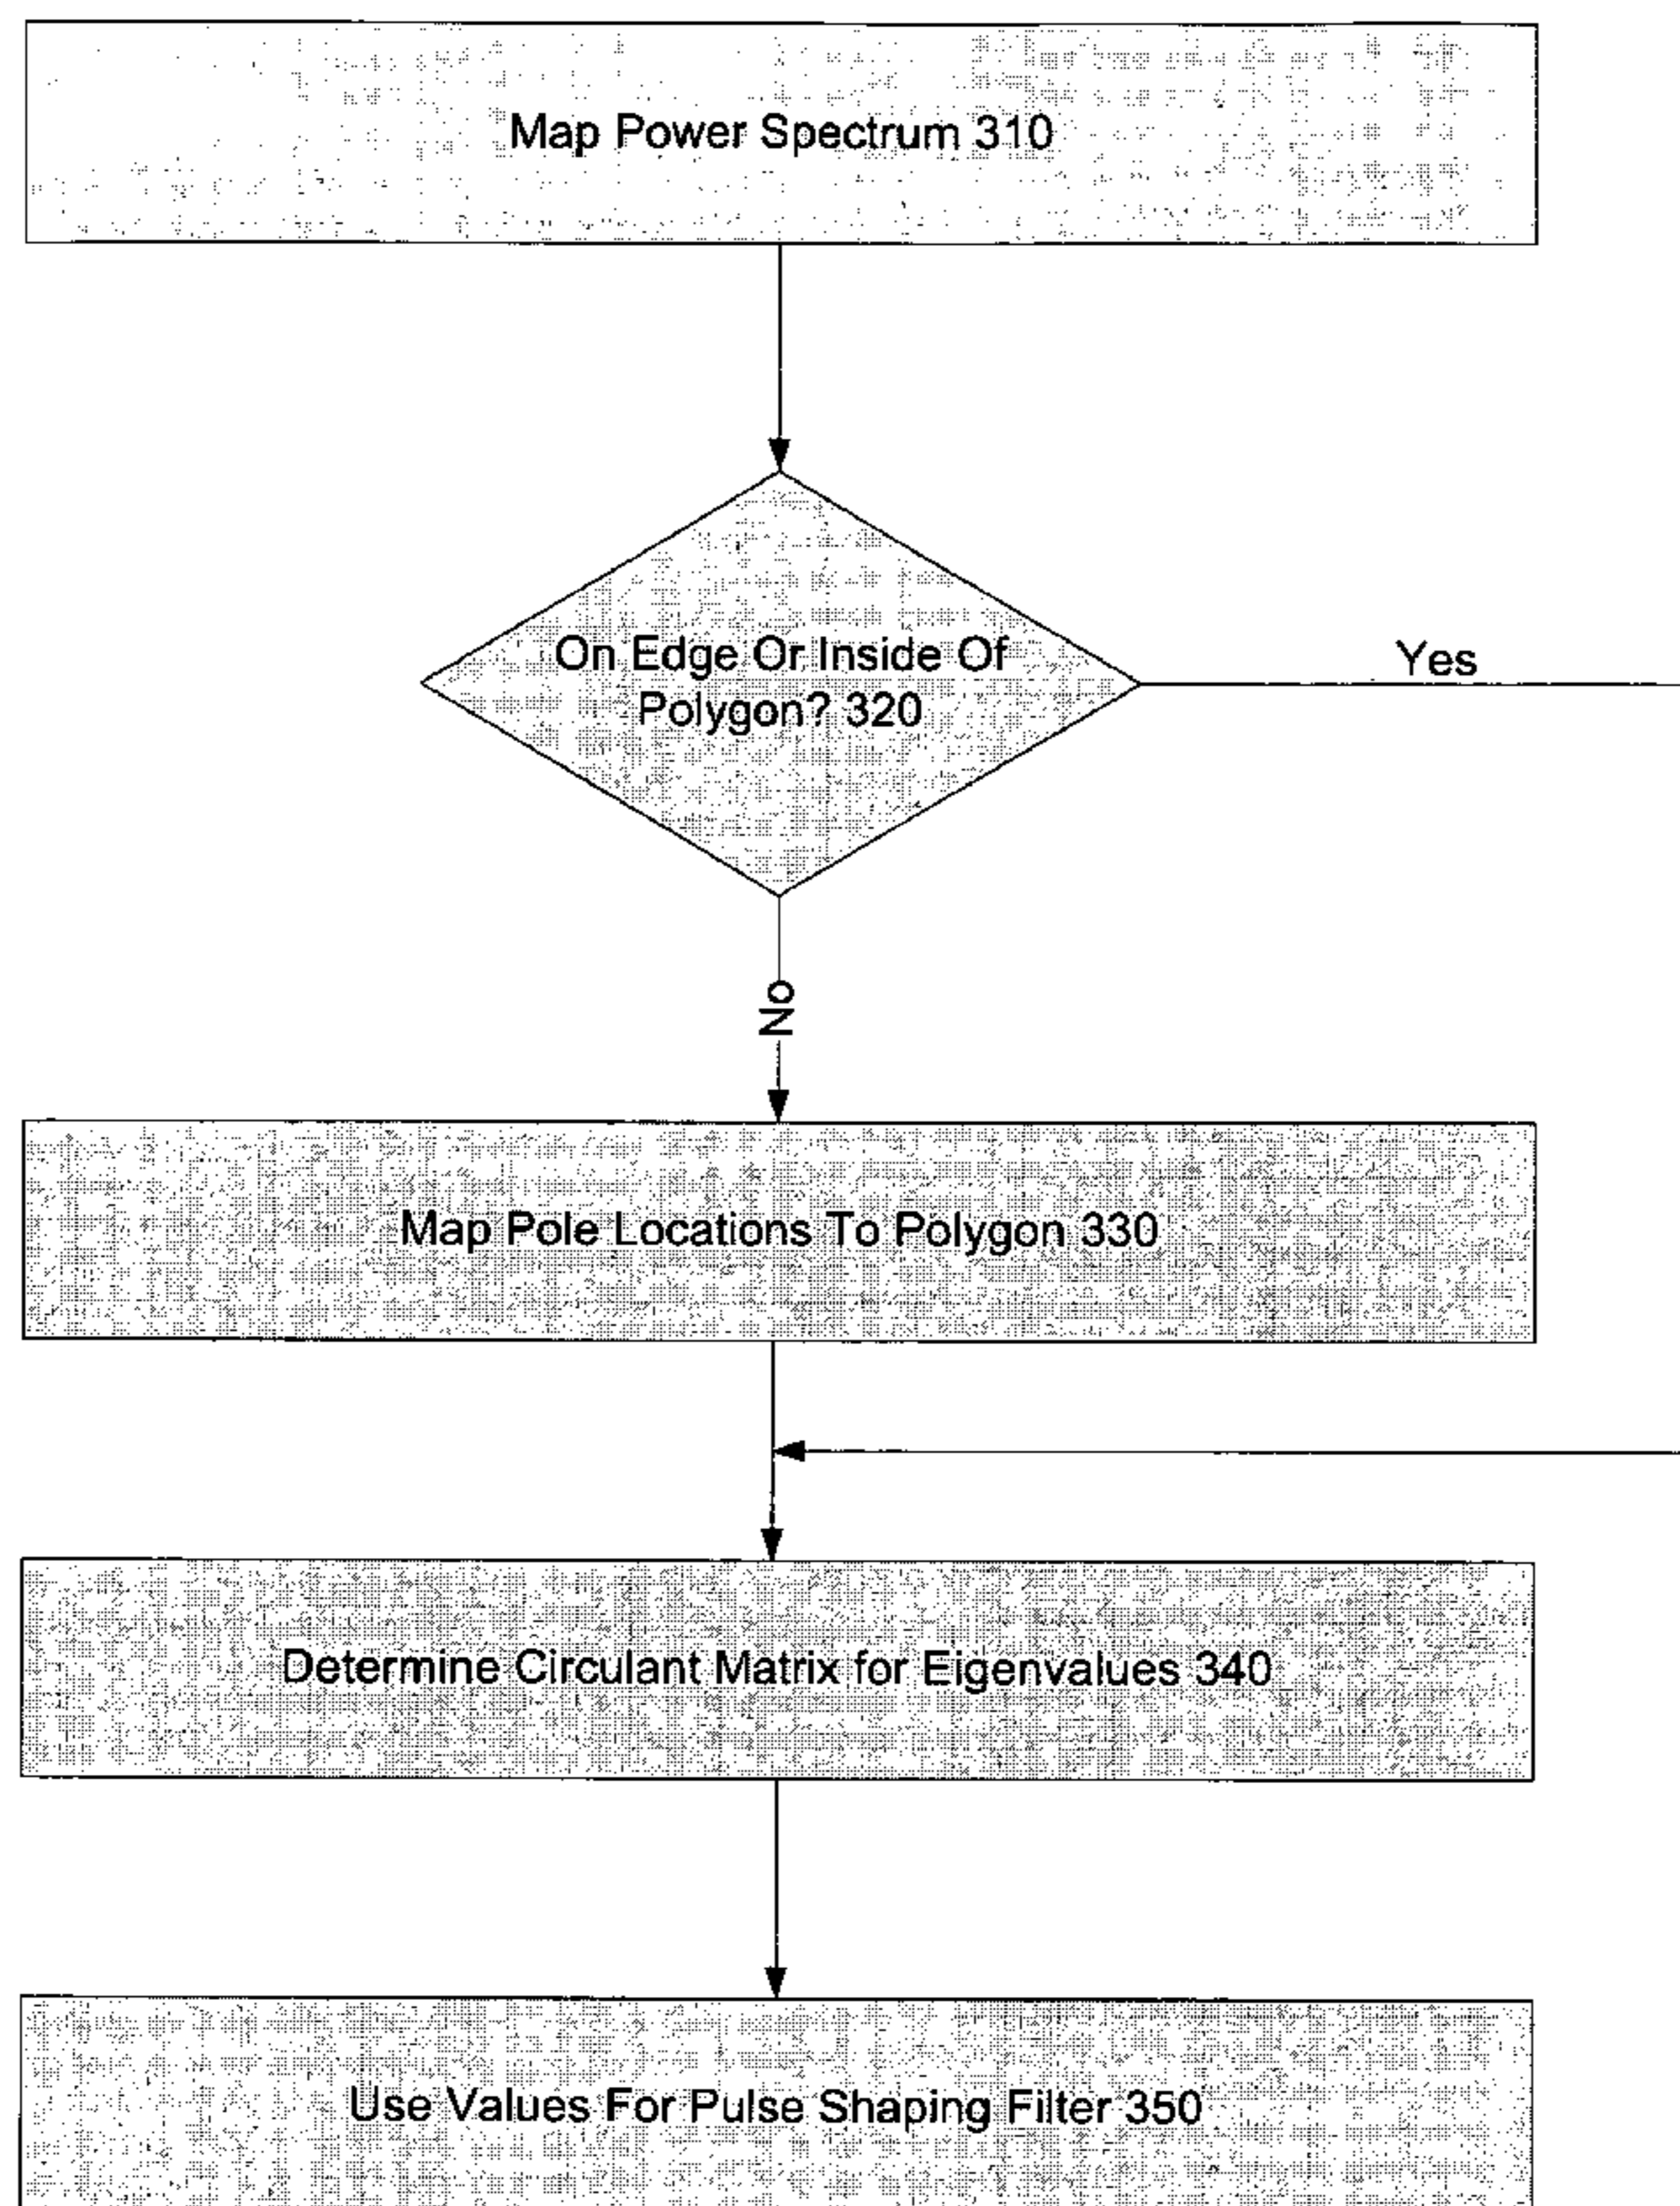 Map Power Spectrum 310
On Edge Or Inside Of
Polygon? 320
Yes
No
Map Pole Locations To Polygon 330
Determine Circulant Matrix for Eigenvalues 340
Use Values For Pulse Shaping Filter 350